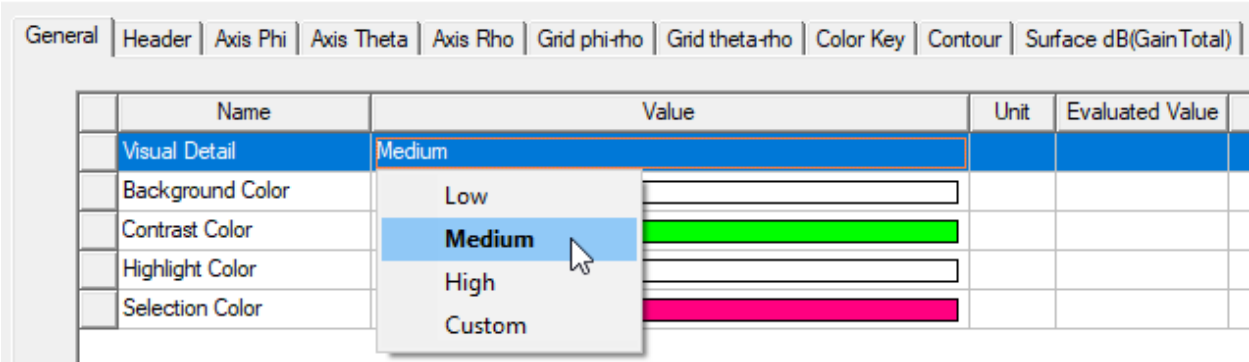 General Header Axis Phi Axis Theta Axis Rho Grid phi-rho Grid theta-rho Color Key Contour Surface dB(GainTotal)
Name Value Unit Evaluated Value
Visual Detail Medium
Background Color
Low
Contrast Color
Medium
Highlight Color
High
Selection Color
Custom